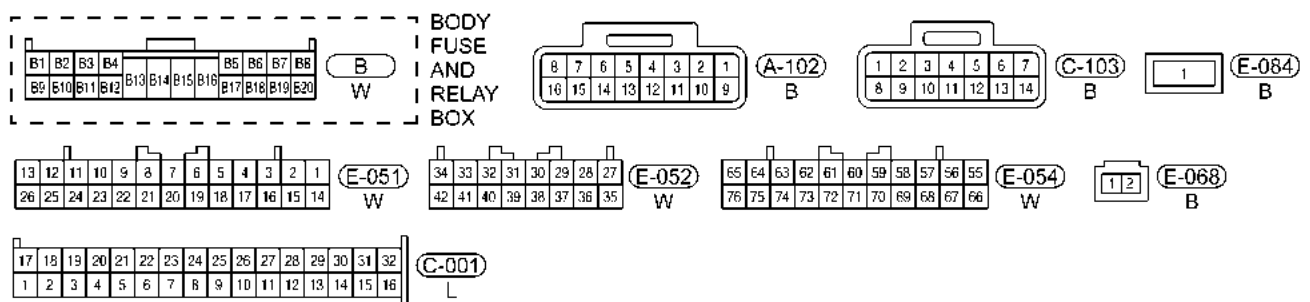 BODY
FUSE
AND
RELAY
BOX
B1 B2 B3 B4 B5 B6 B7 B8
B13 B14 B15 B16
B9 B10 B11 B12 B17 B18 B19 B20
B
W
8 7 6 5 4 3 2 1
16 15 14 13 12 11 10 9
A-102
B
1 2 3 4 5 6 7
8 9 10 11 12 13 14
C-103
B
1
E-084
B
13 12 11 10 9 8 7 6 5 4 3 2 1
26 25 24 23 22 21 20 19 18 17 16 15 14
E-051
W
34 33 32 31 30 29 28 27
42 41 40 39 38 37 36 35
E-052
W
65 64 63 62 61 60 59 58 57 56 55
76 75 74 73 72 71 70 69 68 67 66
E-054
W
1 2
E-068
B
17 18 19 20 21 22 23 24 25 26 27 28 29 30 31 32
1 2 3 4 5 6 7 8 9 10 11 12 13 14 15 16
C-001
L